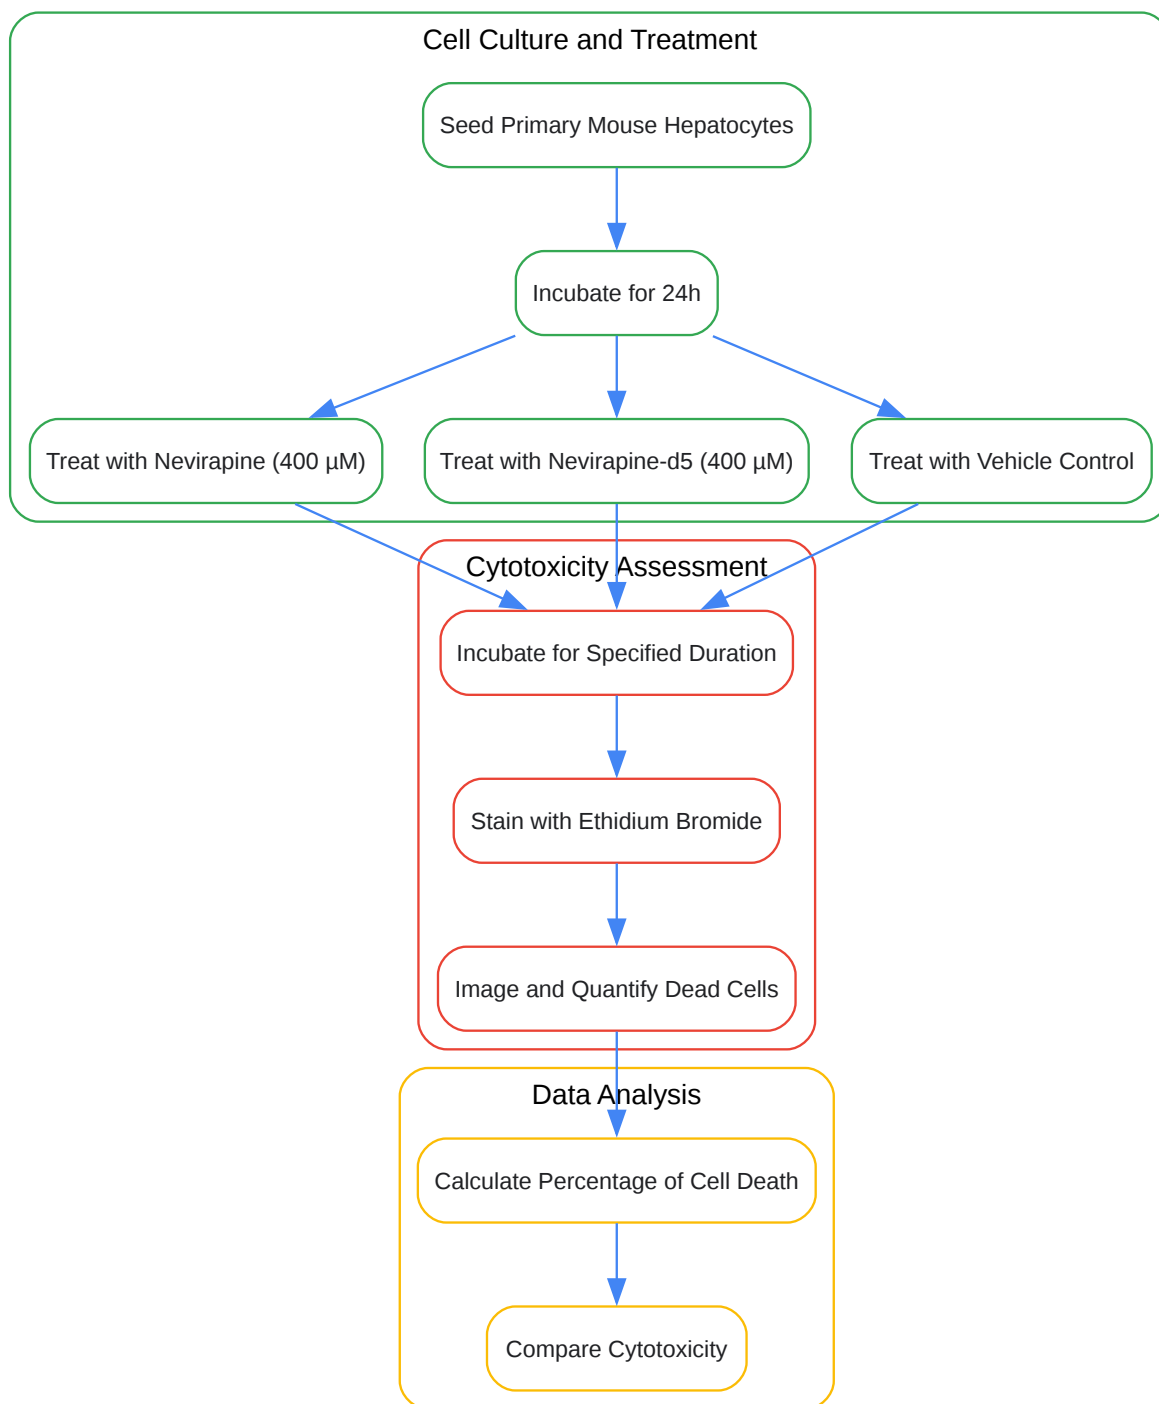 Cell Culture and Treatment
Seed Primary Mouse Hepatocytes
Incubate for 24h
Treat with Nevirapine (400 µM)
Treat with Nevirapine-d5 (400 µM)
Treat with Vehicle Control
Cytotoxicity Assessment
Incubate for Specified Duration
Stain with Ethidium Bromide
Image and Quantify Dead Cells
Data Analysis
Calculate Percentage of Cell Death
Compare Cytotoxicity